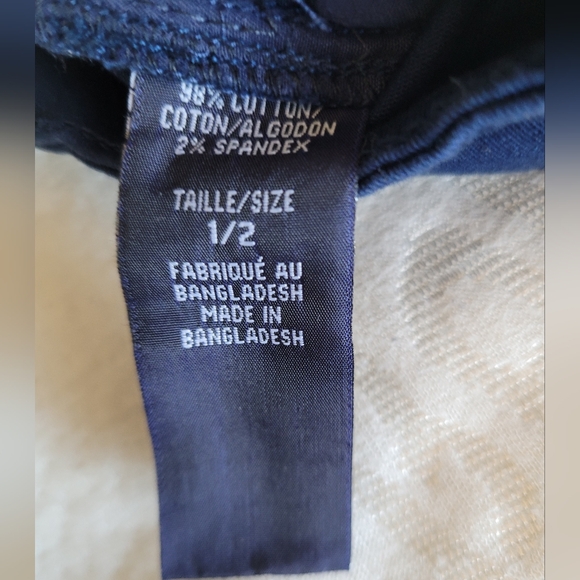 98% COTTON/
COTON/ALGODON
2% SPANDEX
TAILLE/SIZE
1/2
FABRIQUÉ AU
BANGLADESH
MADE IN
BANGLADESH